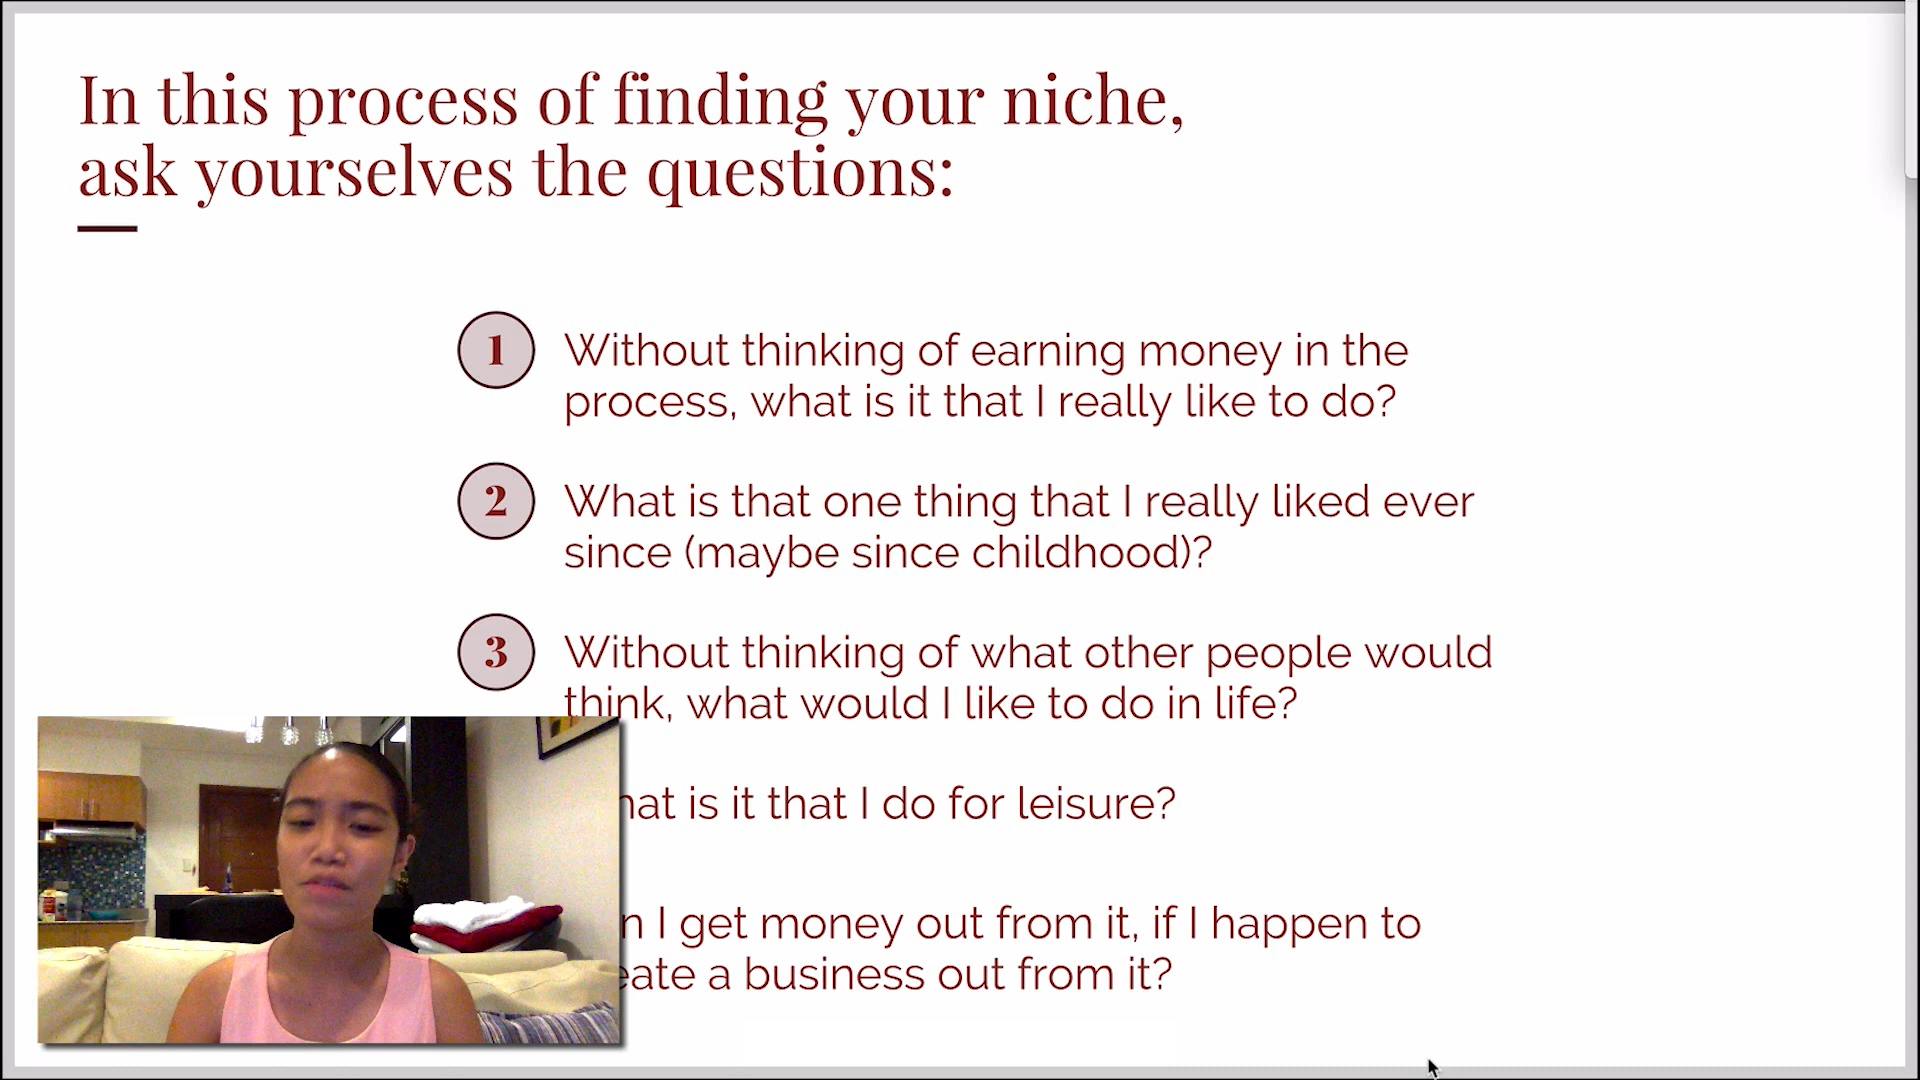 In this process of finding your niche,
ask yourselves the questions:
1 Without thinking of earning money in the
process, what is it that I really like to do?
2 What is that one thing that I really liked ever
since (maybe since childhood)?
3 Without thinking of what other people would
think, what would I like to do in life?
is it that I do for leisure?
I get money out from it, if I happen to
a business out from it?